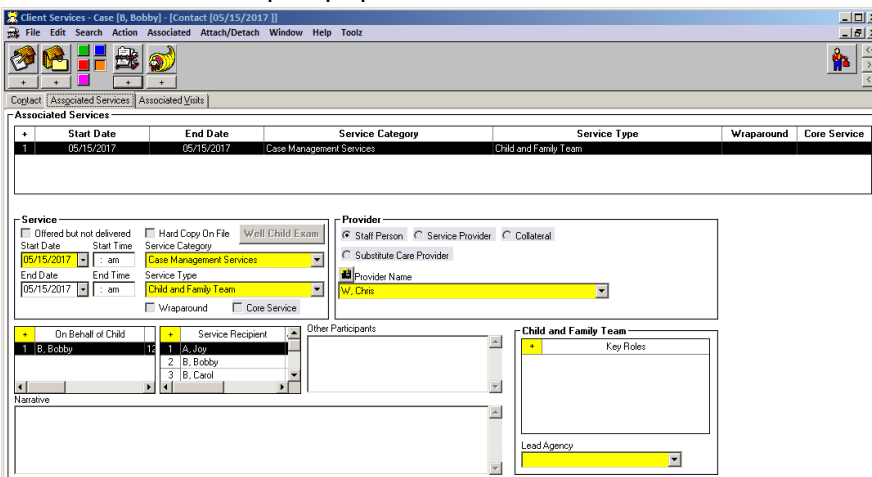 Client Services - Case [B, Bobby] - [Contact [05/15/2017 ]]
File Edit Search Action Associated Attach/Detach Window Help Toolz
+ + + +
Contact Associated Services Associated Visits
Associated Services
+ Start Date End Date Service Category Service Type Wraparound Core Service
1 05/15/2017 05/15/2017 Case Management Services Child and Family Team
Service
Offered but not delivered Hard Copy On File Well Child Exam
Start Date Start Time Service Category
05/15/2017 : am Case Management Services
End Date End Time Service Type
05/15/2017 : am Child and Family Team
Wraparound Core Service
Provider
Staff Person Service Provider Collateral
Substitute Care Provider
Provider Name
W, Chris
+ On Behalf of Child
1 B, Bobby 12
+ Service Recipient
1 A, Joy
2 B, Bobby
3 B, Carol
Other Participants
Child and Family Team
+ Key Roles
Lead Agency
Narrative